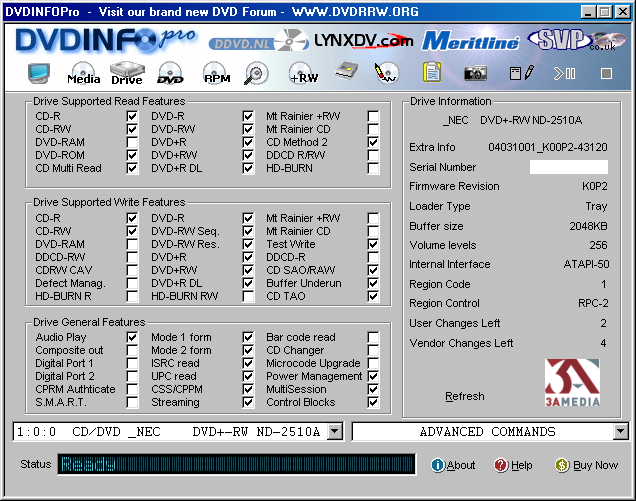 DVDINFOPro - Visit our brand new DVD Forum - WWW.DVDRRW.ORG
DVDINFO pro DDVD.NL LYNXDV.com Meritline SVP.co.uk
Media Drive DVD RPM +RW
Drive Supported Read Features
CD-R DVD-R Mt Rainier +RW
CD-RW DVD-RW Mt Rainier CD
DVD-RAM DVD+R CD Method 2
DVD-ROM DVD+RW DDCD R/RW
CD Multi Read DVD+R DL HD-BURN
Drive Supported Write Features
CD-R DVD-R Mt Rainier +RW
CD-RW DVD-RW Seq. Mt Rainier CD
DVD-RAM DVD-RW Res. Test Write
DDCD-RW DVD+R DDCD-R
CDRW CAV DVD+RW CD SAO/RAW
Defect Manag. DVD+R DL Buffer Underun
HD-BURN R HD-BURN RW CD TAO
Drive General Features
Audio Play Mode 1 form Bar code read
Composite out Mode 2 form CD Changer
Digital Port 1 ISRC read Microcode Upgrade
Digital Port 2 UPC read Power Management
CPRM Authticate CSS/CPPM MultiSession
S.M.A.R.T. Streaming Control Blocks
Drive Information
_NEC DVD+-RW ND-2510A
Extra Info 04031001_K00P2-43120
Serial Number
Firmware Revision K0P2
Loader Type Tray
Buffer size 2048KB
Volume levels 256
Internal Interface ATAPI-50
Region Code 1
Region Control RPC-2
User Changes Left 2
Vendor Changes Left 4
Refresh
3A MEDIA
1:0:0 CD/DVD _NEC DVD+-RW ND-2510A
ADVANCED COMMANDS
Status Ready
About Help Buy Now